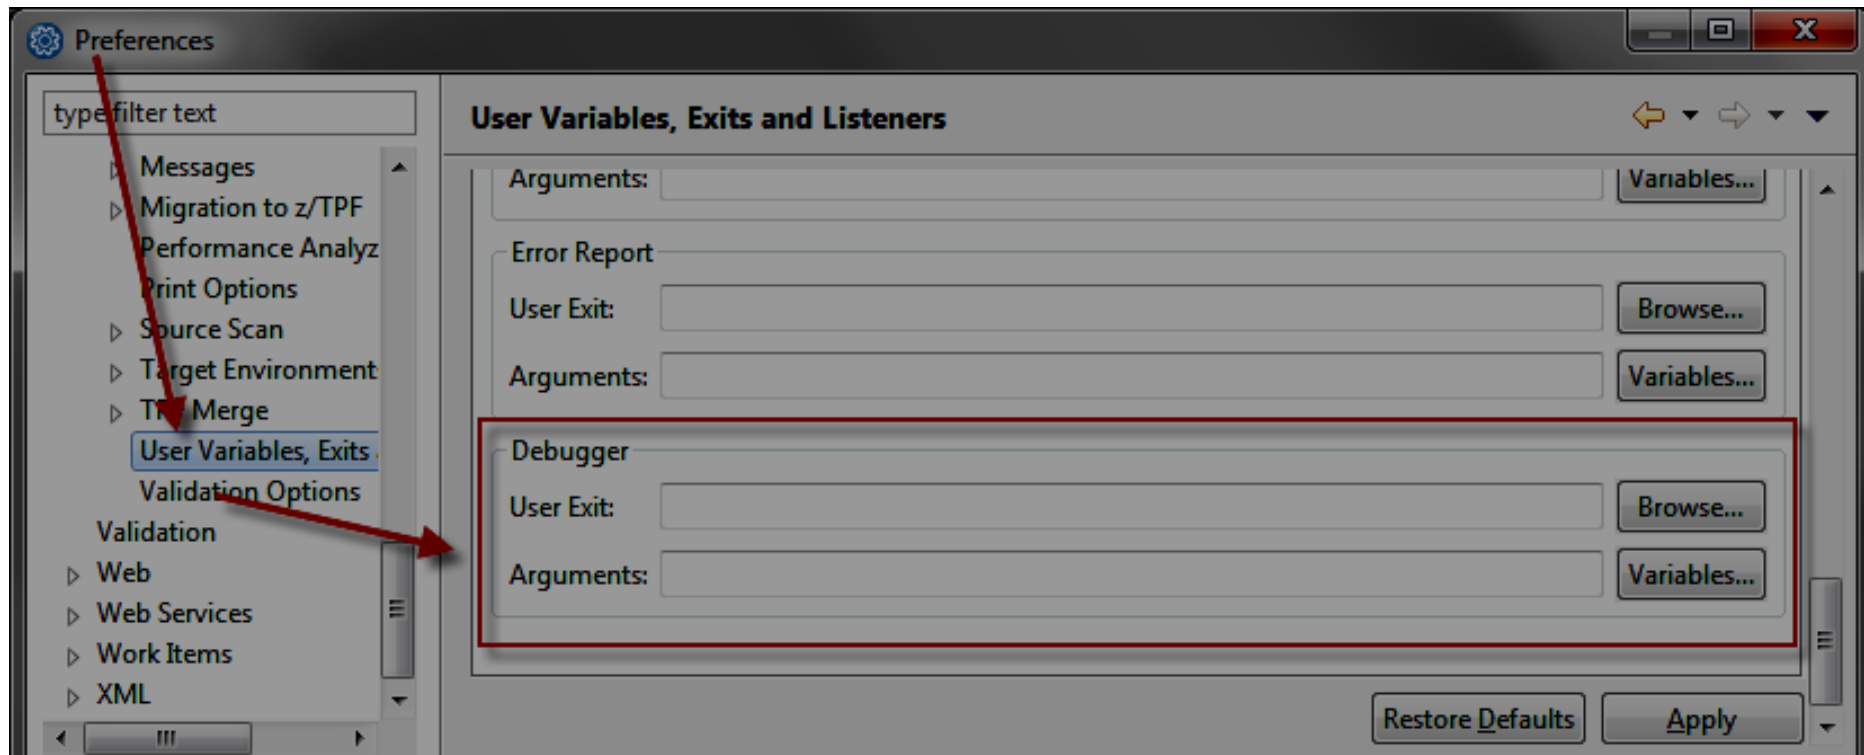 Preferences
type filter text
Messages
Migration to z/TPF
Performance Analyz
Print Options
Source Scan
Target Environment
TPF Merge
User Variables, Exits
Validation Options
Validation
Web
Web Services
Work Items
XML
User Variables, Exits and Listeners
Arguments: Variables...
Error Report
User Exit: Browse...
Arguments: Variables...
Debugger
User Exit: Browse...
Arguments: Variables...
Restore Defaults Apply